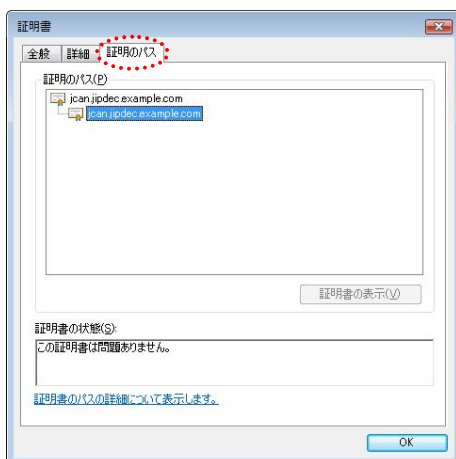 証明書
全般 詳細 証明のパス
証明のパス(P)
jcan.jipdec.example.com
jcan.jipdec.example.com
証明書の表示(V)
証明書の状態(S):
この証明書は問題ありません。
証明書のパスの詳細について表示します。
OK